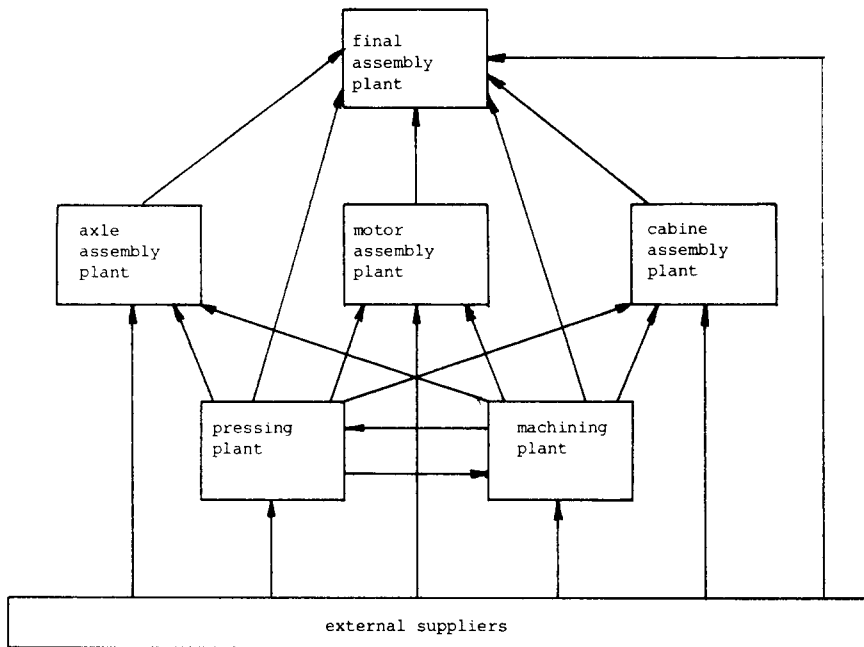 final
assembly
plant
axle
assembly
plant
motor
assembly
plant
cabine
assembly
plant
pressing
plant
machining
plant
external suppliers